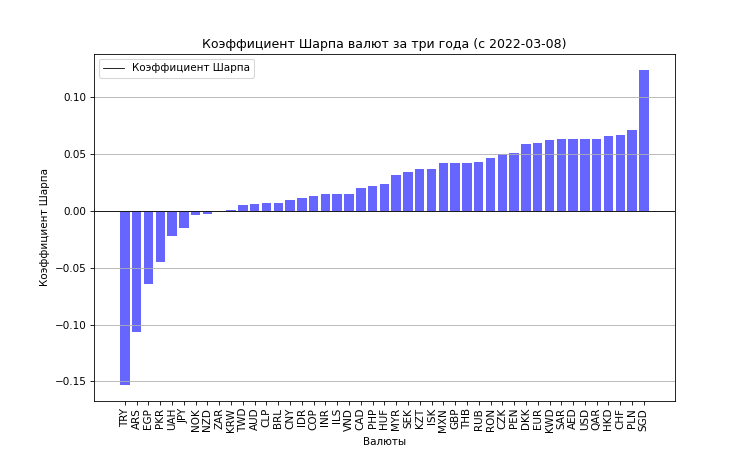 Коэффициент Шарпа валют за три года (с 2022-03-08)
Коэффициент Шарпа
Коэффициент Шарпа
0.10
0.05
0.00
−0.05
−0.10
−0.15
TRY
ARS
EGP
PKR
UAH
JPY
NOK
NZD
ZAR
KRW
TWD
AUD
CLP
BRL
CNY
IDR
COP
INR
ILS
VND
CAD
PHP
HUF
MYR
SEK
KZT
ISK
MXN
GBP
THB
RUB
RON
CZK
PEN
DKK
EUR
KWD
SAR
AED
USD
QAR
HKD
CHF
PLN
SGD
Валюты